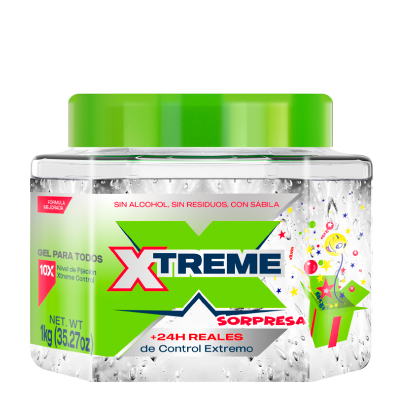 SIN ALCOHOL, SIN RESIDUOS, CON SÁBILA
FORMULA
MEJORADA
GEL PARA TODOS
10X
Nivel de Fijación
Xtreme Control
XTREME
SORPRESA
NET. WT
1kg (35.27oz)
+24H REALES
de Control Extremo